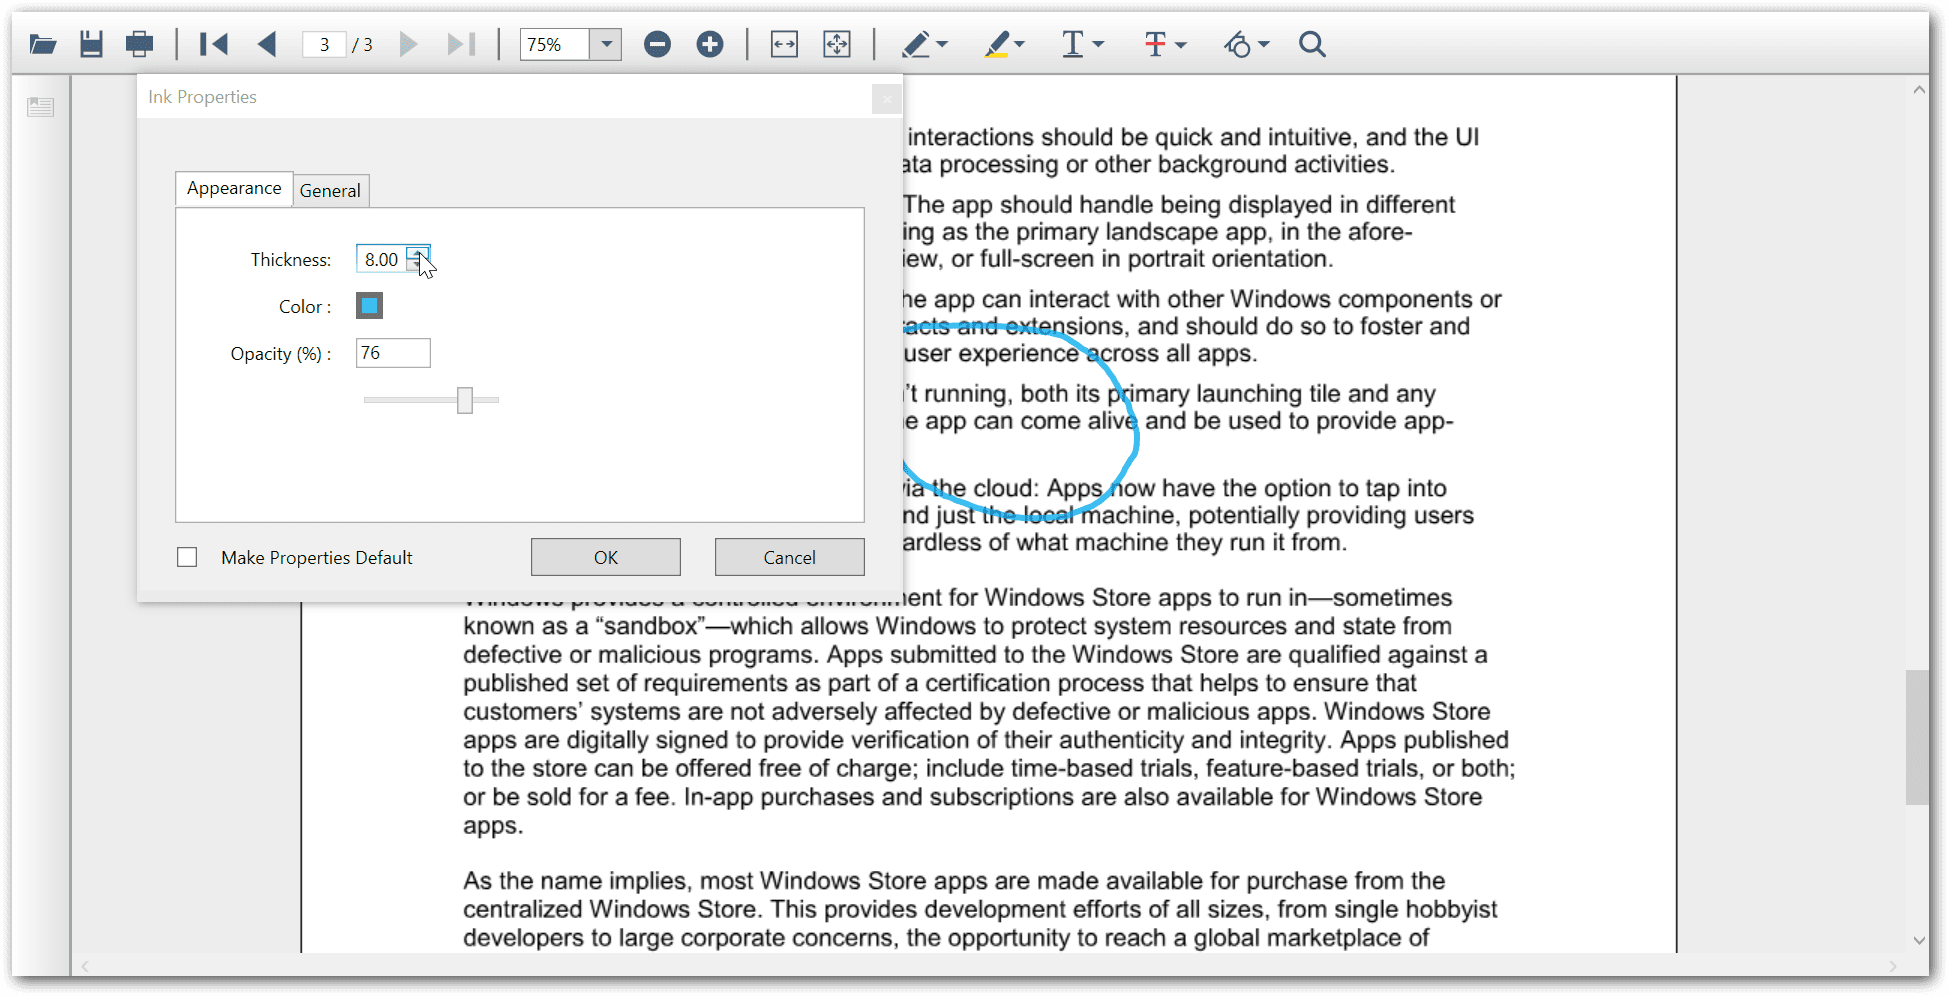 3 / 3
75%
T
T
Ink Properties
Appearance
General
Thickness: 8.00
Color :
Opacity (%) : 76
Make Properties Default
OK
Cancel
interactions should be quick and intuitive, and the UI
ata processing or other background activities.
The app should handle being displayed in different
ing as the primary landscape app, in the afore-
iew, or full-screen in portrait orientation.
he app can interact with other Windows components or
acts and extensions, and should do so to foster and
user experience across all apps.
't running, both its primary launching tile and any
e app can come alive and be used to provide app-
via the cloud: Apps now have the option to tap into
nd just the local machine, potentially providing users
ardless of what machine they run it from.
Windows provides a controlled environment for Windows Store apps to run in—sometimes
known as a “sandbox”—which allows Windows to protect system resources and state from
defective or malicious programs. Apps submitted to the Windows Store are qualified against a
published set of requirements as part of a certification process that helps to ensure that
customers’ systems are not adversely affected by defective or malicious apps. Windows Store
apps are digitally signed to provide verification of their authenticity and integrity. Apps published
to the store can be offered free of charge; include time-based trials, feature-based trials, or both;
or be sold for a fee. In-app purchases and subscriptions are also available for Windows Store
apps.
As the name implies, most Windows Store apps are made available for purchase from the
centralized Windows Store. This provides development efforts of all sizes, from single hobbyist
developers to large corporate concerns, the opportunity to reach a global marketplace of